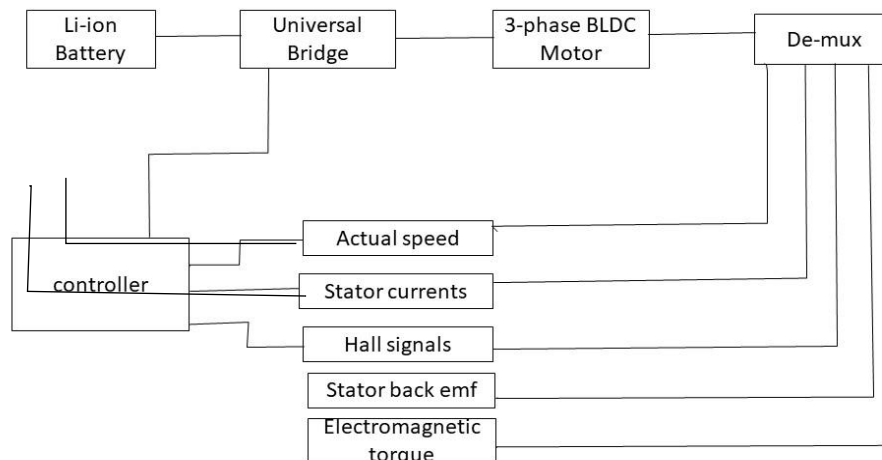 Li-ion
Battery
Universal
Bridge
3-phase BLDC
Motor
De-mux
Actual speed
controller
Stator currents
Hall signals
Stator back emf
Electromagnetic
torque